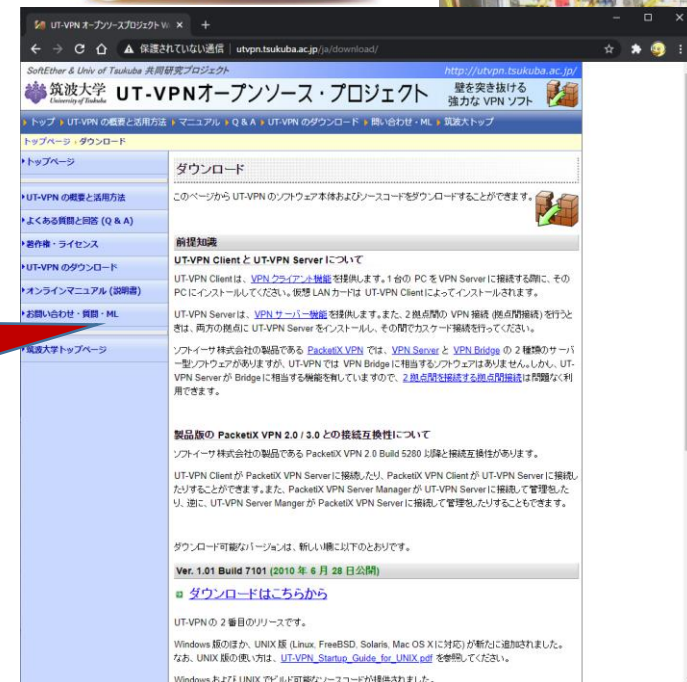 UT-VPN オープンソースプロジェクト W
保護されていない通信 | utvpn.tsukuba.ac.jp/ja/download/
SoftEther & Univ of Tsukuba 共同研究プロジェクト
http://utvpn.tsukuba.ac.jp/
筑波大学
University of Tsukuba
UT-VPNオープンソース・プロジェクト
壁を突き抜ける
強力な VPN ソフト
トップ UT-VPN の概要と活用方法 マニュアル Q & A UT-VPN のダウンロード 問い合わせ・ML 筑波大トップ
トップページ › ダウンロード
トップページ
UT-VPN の概要と活用方法
よくある質問と回答 (Q & A)
著作権・ライセンス
UT-VPN のダウンロード
オンラインマニュアル (説明書)
お問い合わせ・質問・ML
筑波大学トップページ
ダウンロード
このページから UT-VPN のソフトウェア本体およびソースコードをダウンロードすることができます。
前提知識
UT-VPN Client と UT-VPN Server について
UT-VPN Client は、VPN クライアント機能を提供します。1 台の PC を VPN Server に接続する際に、その
PC にインストールしてください。仮想 LAN カードは UT-VPN Client によってインストールされます。
UT-VPN Server は、VPN サーバー機能を提供します。また、2 拠点間の VPN 接続 (拠点間接続) を行うと
きは、両方の拠点に UT-VPN Server をインストールし、その間でカスケード接続を行ってください。
ソフトイーサ株式会社の製品である PacketiX VPN では、VPN Server と VPN Bridge の 2 種類のサーバ
ー型ソフトウェアがありますが、UT-VPN では VPN Bridge に相当するソフトウェアはありません。しかし、UT-
VPN Server が Bridge に相当する機能を有していますので、2 拠点間を接続する拠点間接続は問題なく利
用できます。
製品版の PacketiX VPN 2.0 / 3.0 との接続互換性について
ソフトイーサ株式会社の製品である PacketiX VPN 2.0 Build 5280 以降と接続互換性があります。
UT-VPN Client が PacketiX VPN Server に接続したり、PacketiX VPN Client が UT-VPN Server に接続し
たりすることができます。また、PacketiX VPN Server Manager が UT-VPN Server に接続して管理をした
り、逆に、UT-VPN Server Manger が PacketiX VPN Server に接続して管理をしたりすることもできます。
ダウンロード可能なバージョンは、新しい順に以下のとおりです。
Ver. 1.01 Build 7101 (2010 年 6 月 28 日公開)
ダウンロードはこちらから
UT-VPN の 2 番目のリリースです。
Windows 版のほか、UNIX 版 (Linux, FreeBSD, Solaris, Mac OS X に対応) が新たに追加されました。
なお、UNIX 版の使い方は、UT-VPN_Startup_Guide_for_UNIX.pdf を参照してください。
Windows および UNIX でビルド可能なソースコードが提供されました。